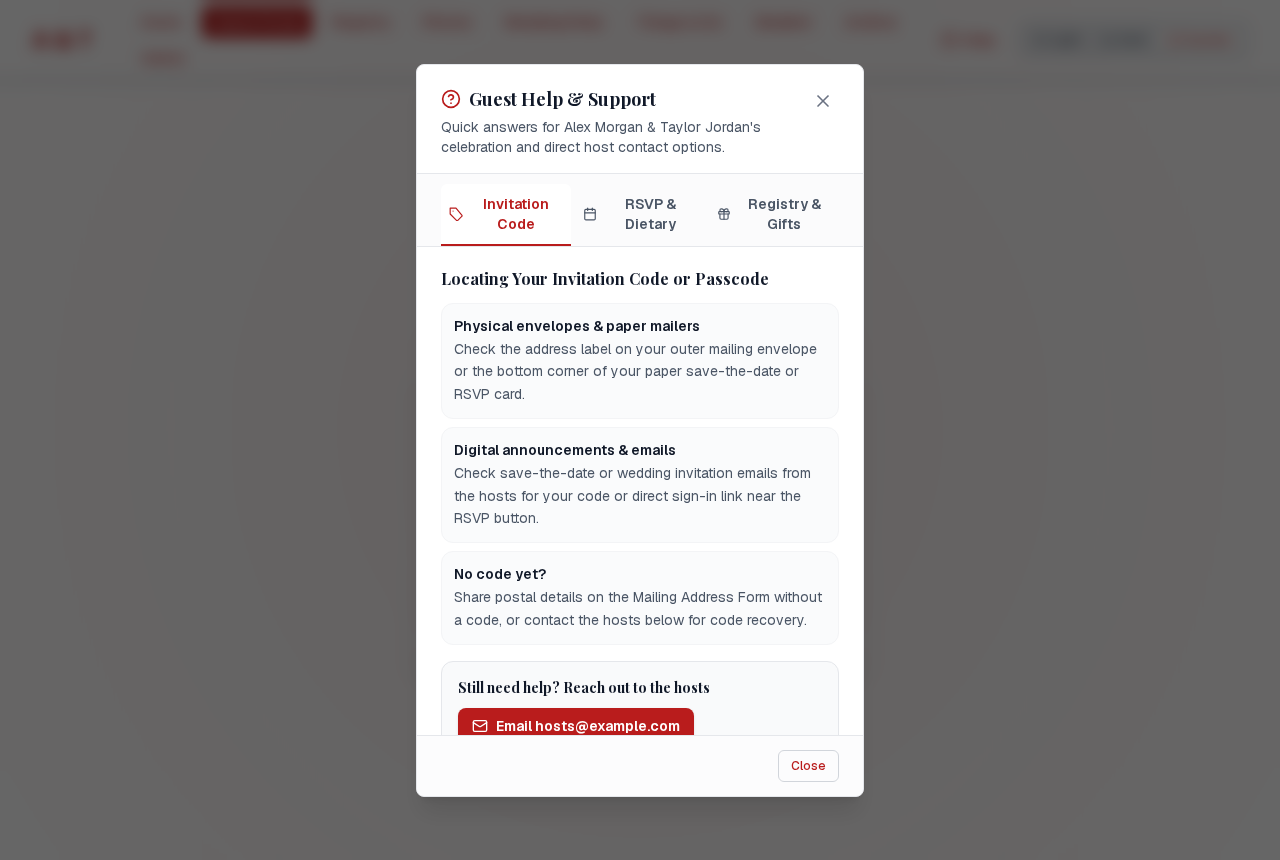 Guest Help & Support
Quick answers for Alex Morgan & Taylor Jordan's
celebration and direct host contact options.
Invitation
Code
RSVP &
Dietary
Registry &
Gifts
Locating Your Invitation Code or Passcode
Physical envelopes & paper mailers
Check the address label on your outer mailing envelope
or the bottom corner of your paper save-the-date or
RSVP card.
Digital announcements & emails
Check save-the-date or wedding invitation emails from
the hosts for your code or direct sign-in link near the
RSVP button.
No code yet?
Share postal details on the Mailing Address Form without
a code, or contact the hosts below for code recovery.
Still need help? Reach out to the hosts
Email hosts@example.com
Close